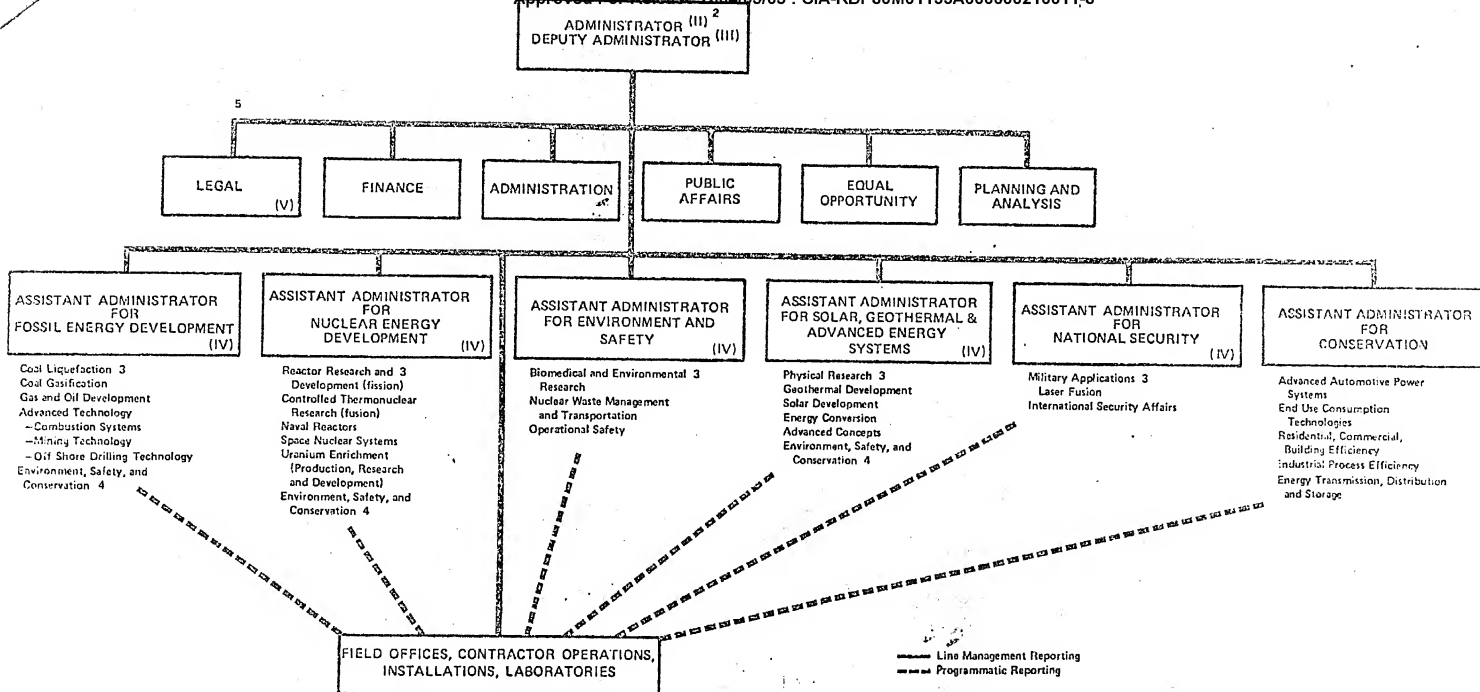 ADMINISTRATOR (II) 2
DEPUTY ADMINISTRATOR (III)
5
LEGAL
(V)
FINANCE
ADMINISTRATION
PUBLIC
AFFAIRS
EQUAL
OPPORTUNITY
PLANNING AND
ANALYSIS
ASSISTANT ADMINISTRATOR
FOR
FOSSIL ENERGY DEVELOPMENT
(IV)
Coal Liquefaction 3
Coal Gasification
Gas and Oil Development
Advanced Technology
–Combustion Systems
–Mining Technology
–Off Shore Drilling Technology
Environment, Safety, and
Conservation 4
ASSISTANT ADMINISTRATOR
FOR
NUCLEAR ENERGY
DEVELOPMENT
(IV)
Reactor Research and 3
Development (fission)
Controlled Thermonuclear
Research (fusion)
Naval Reactors
Space Nuclear Systems
Uranium Enrichment
(Production, Research
and Development)
Environment, Safety, and
Conservation 4
ASSISTANT ADMINISTRATOR
FOR ENVIRONMENT AND
SAFETY
(IV)
Biomedical and Environmental 3
Research
Nuclear Waste Management
and Transportation
Operational Safety
ASSISTANT ADMINISTRATOR
FOR SOLAR, GEOTHERMAL &
ADVANCED ENERGY
SYSTEMS
(IV)
Physical Research 3
Geothermal Development
Solar Development
Energy Conversion
Advanced Concepts
Environment, Safety, and
Conservation 4
ASSISTANT ADMINISTRATOR
FOR
NATIONAL SECURITY
(IV)
Military Applications 3
Laser Fusion
International Security Affairs
ASSISTANT ADMINISTRATOR
FOR
CONSERVATION
Advanced Automotive Power
Systems
End Use Consumption
Technologies
Residential, Commercial,
Building Efficiency
Industrial Process Efficiency
Energy Transmission, Distribution
and Storage
FIELD OFFICES, CONTRACTOR OPERATIONS,
INSTALLATIONS, LABORATORIES
Line Management Reporting
Programmatic Reporting